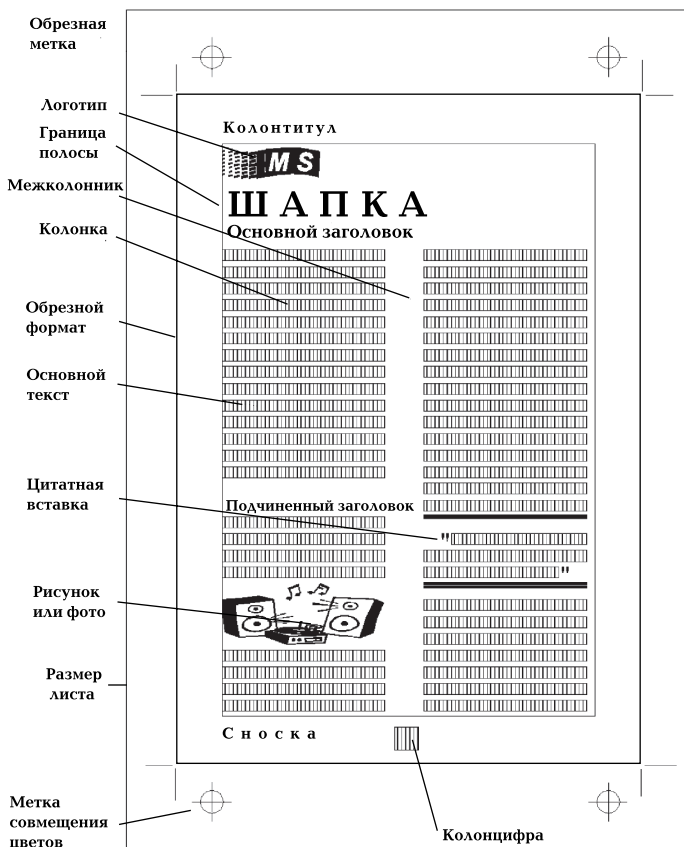 Обрезная
метка
Логотип
Граница
полосы
Межколонник
Колонка
Обрезной
формат
Основной
текст
Цитатная
вставка
Рисунок
или фото
Размер
листа
Метка
совмещения
цветов
Колонтитул
MS
ШАПКА
Основной заголовок
Подчиненный заголовок
"
"
Сноска
Колонцифра